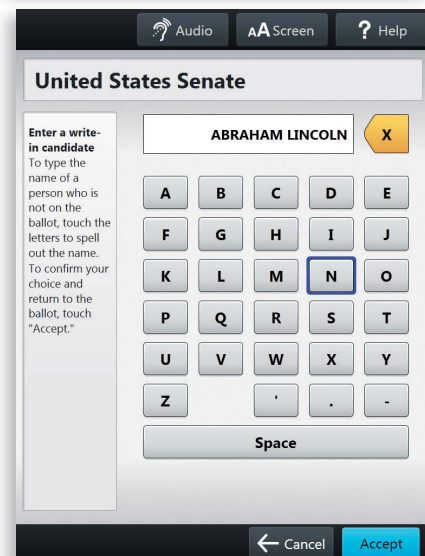 Audio AA Screen ? Help
United States Senate
Enter a write-
in candidate
To type the
name of a
person who is
not on the
ballot, touch the
letters to spell
out the name.
To confirm your
choice and
return to the
ballot, touch
"Accept."
ABRAHAM LINCOLN X
A B C D E
F G H I J
K L M N O
P Q R S T
U V W X Y
Z ' . -
Space
← Cancel Accept